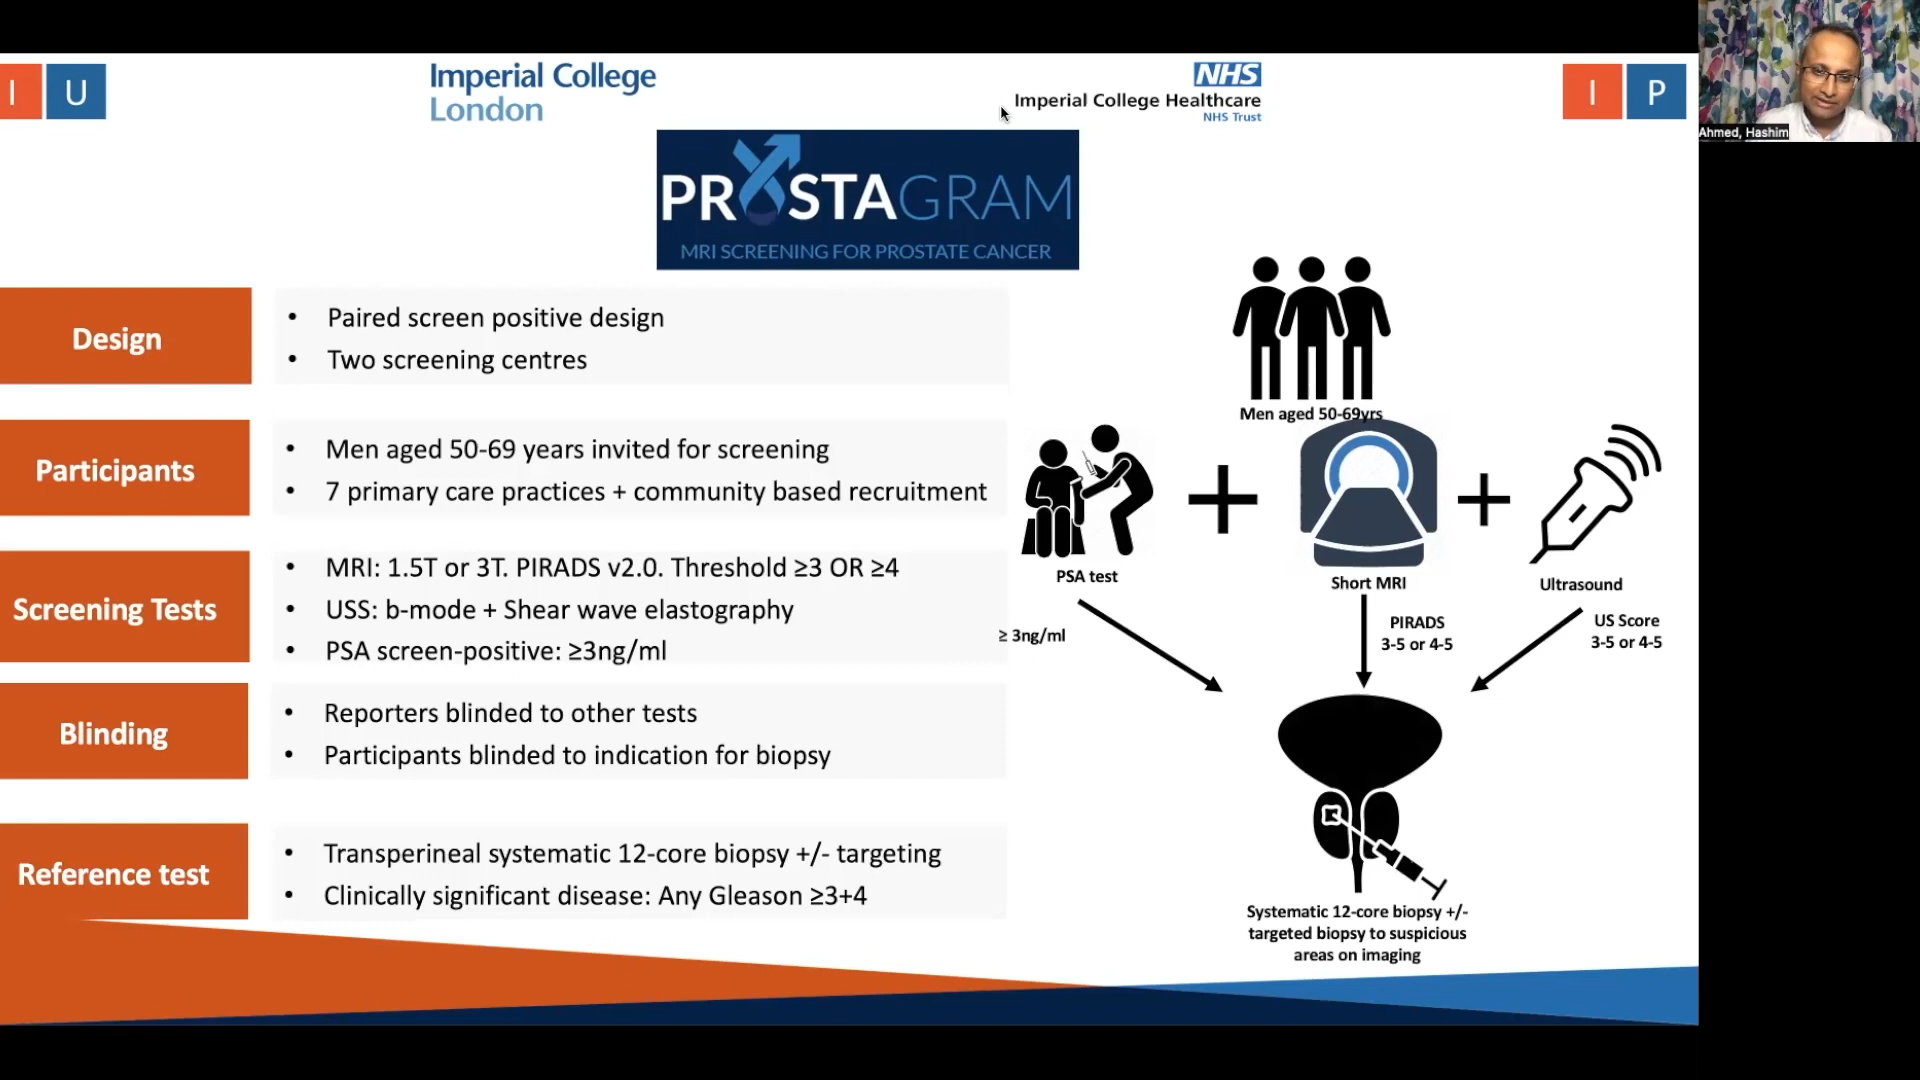 I U
Imperial College
London
NHS
Imperial College Healthcare
NHS Trust
I P
Ahmed, Hashim
PROSTAGRAM
MRI SCREENING FOR PROSTATE CANCER
Design
• Paired screen positive design
• Two screening centres
Participants
• Men aged 50-69 years invited for screening
• 7 primary care practices + community based recruitment
Screening Tests
• MRI: 1.5T or 3T. PIRADS v2.0. Threshold ≥3 OR ≥4
• USS: b-mode + Shear wave elastography
• PSA screen-positive: ≥3ng/ml
Blinding
• Reporters blinded to other tests
• Participants blinded to indication for biopsy
Reference test
• Transperineal systematic 12-core biopsy +/- targeting
• Clinically significant disease: Any Gleason ≥3+4
Men aged 50-69yrs
PSA test
Short MRI
Ultrasound
≥ 3ng/ml
PIRADS
3-5 or 4-5
US Score
3-5 or 4-5
Systematic 12-core biopsy +/-
targeted biopsy to suspicious
areas on imaging